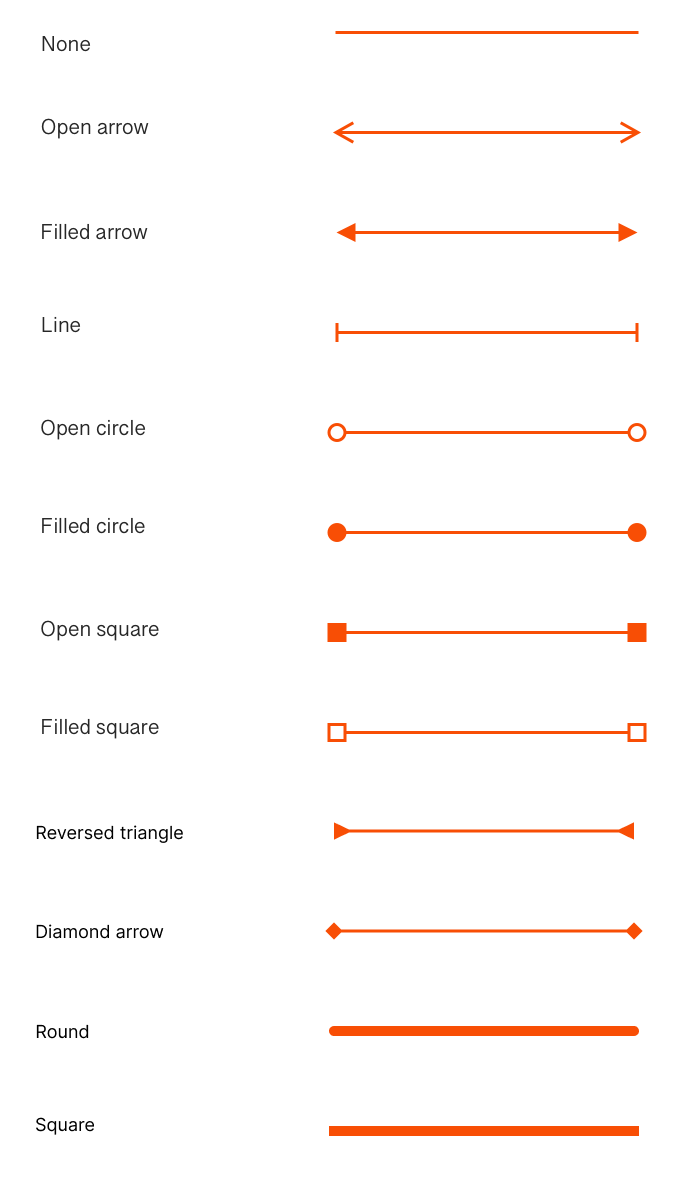 None
Open arrow
Filled arrow
Line
Open circle
Filled circle
Open square
Filled square
Reversed triangle
Diamond arrow
Round
Square